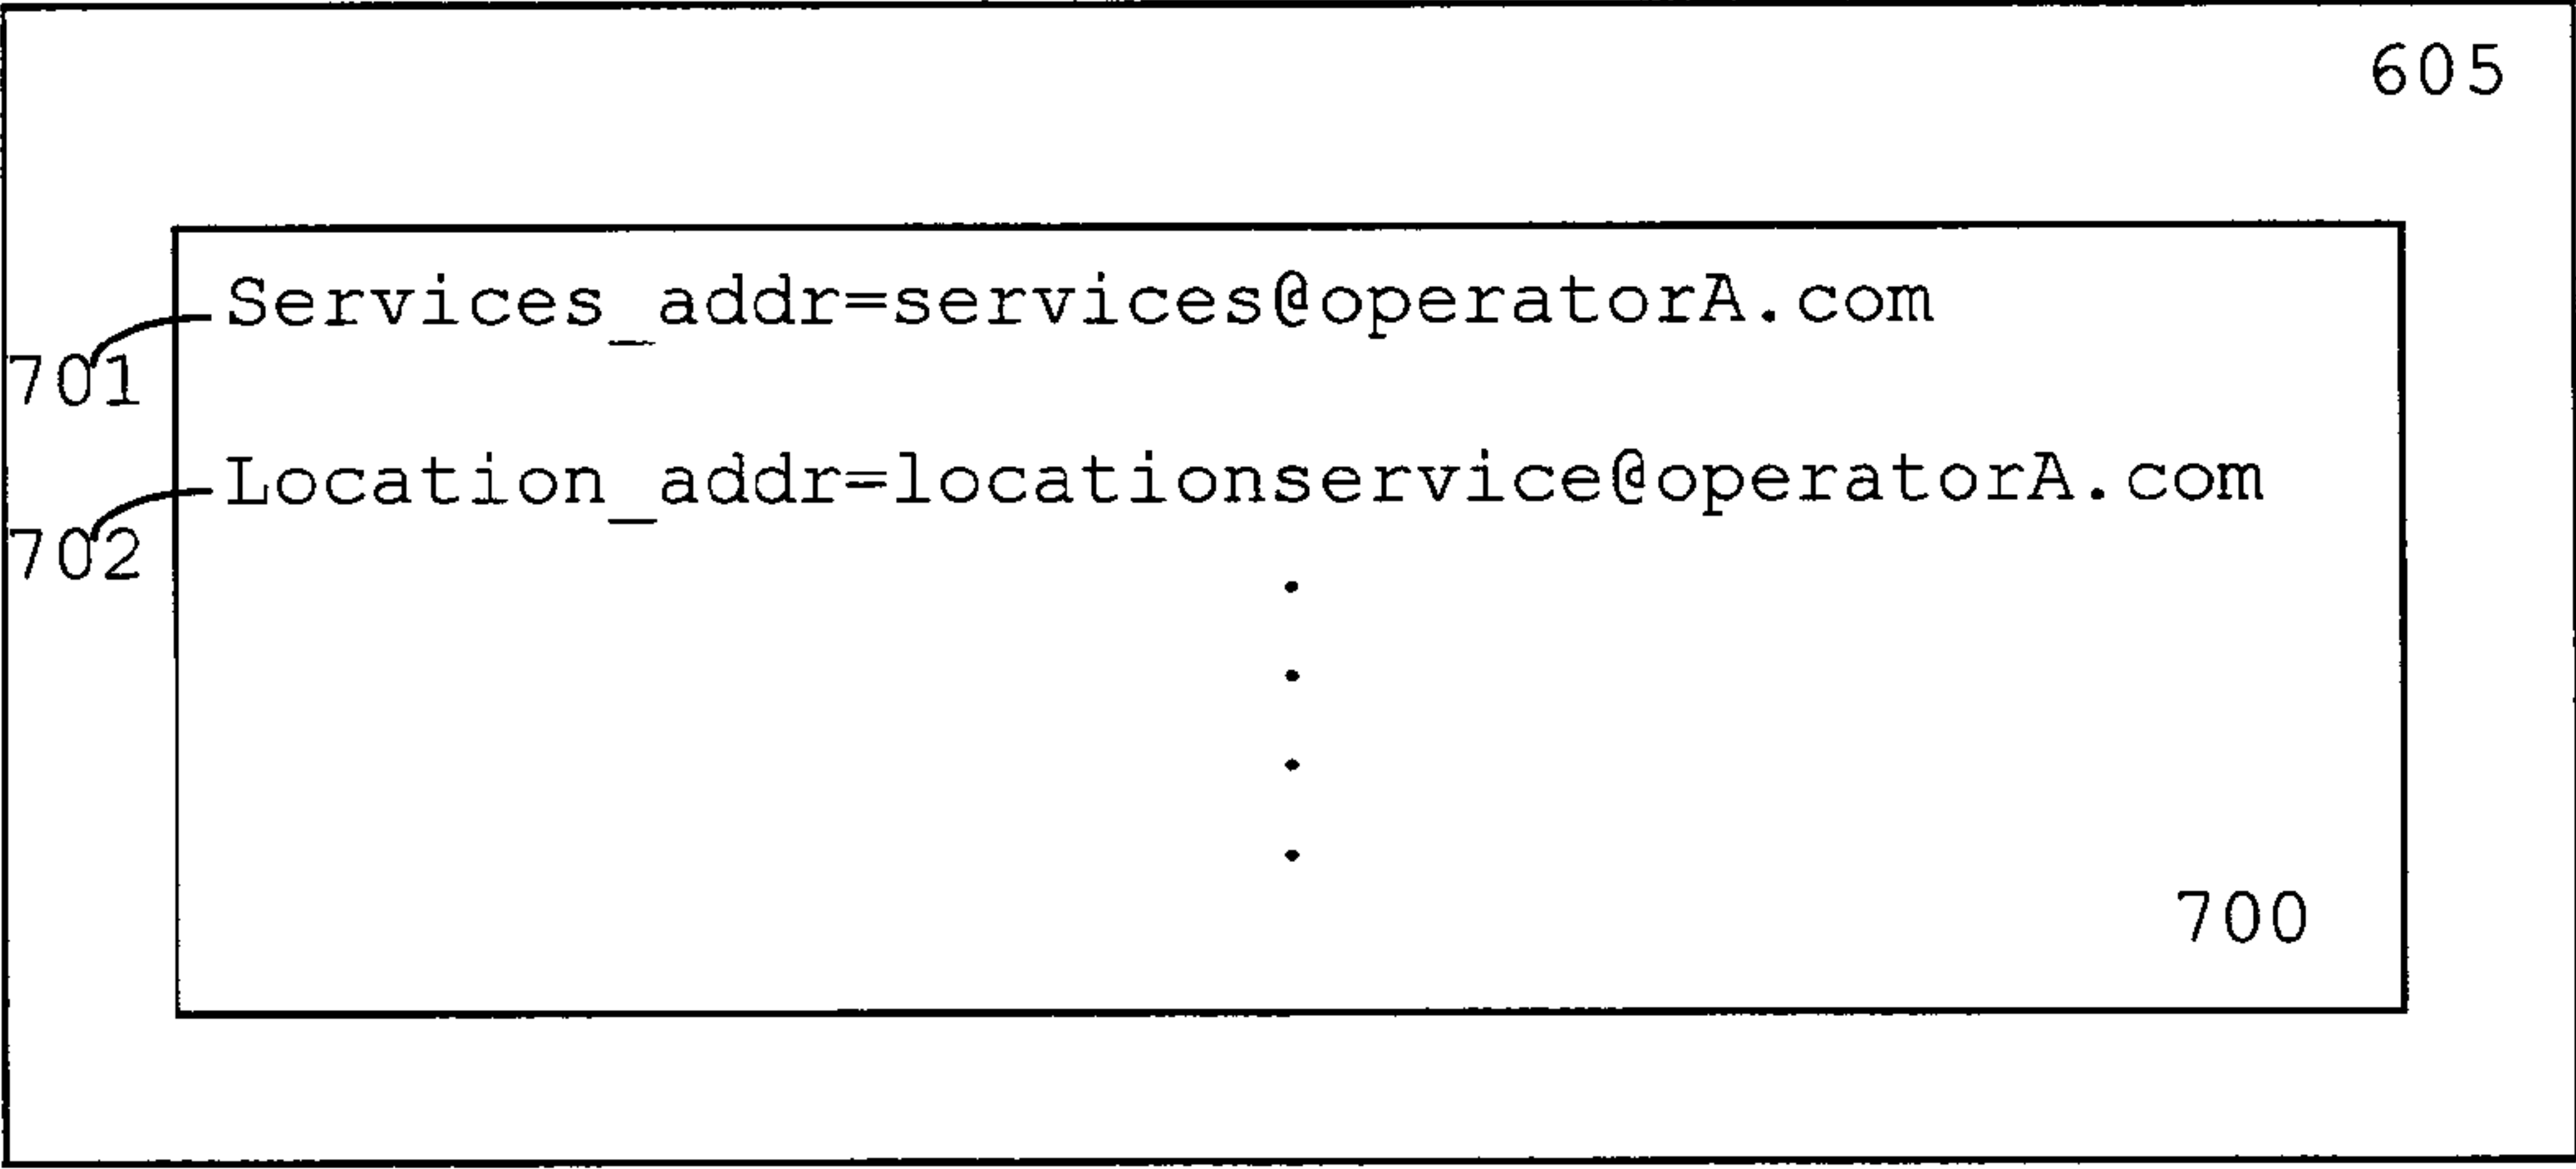 605
Services_addr=services@operatorA.com
701
Location_addr=locationservice@operatorA.com
702
700